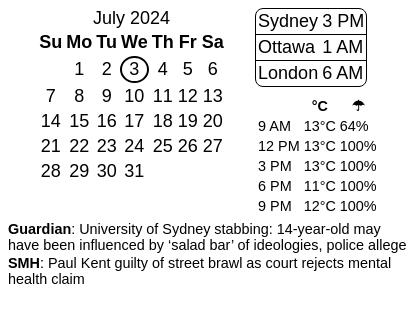 July 2024
Su Mo Tu We Th Fr Sa
1 2 3 4 5 6
7 8 9 10 11 12 13
14 15 16 17 18 19 20
21 22 23 24 25 26 27
28 29 30 31
Sydney 3 PM
Ottawa 1 AM
London 6 AM
°C ☂
9 AM 13°C 64%
12 PM 13°C 100%
3 PM 13°C 100%
6 PM 11°C 100%
9 PM 12°C 100%
Guardian: University of Sydney stabbing: 14-year-old may
have been influenced by ‘salad bar’ of ideologies, police allege
SMH: Paul Kent guilty of street brawl as court rejects mental
health claim